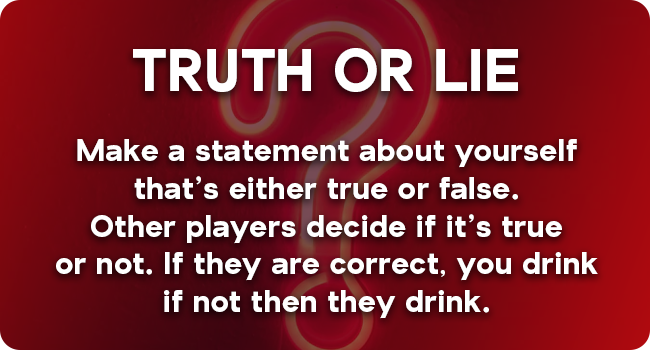 TRUTH OR LIE
Make a statement about yourself
that's either true or false.
Other players decide if it's true
or not. If they are correct, you drink
if not then they drink.